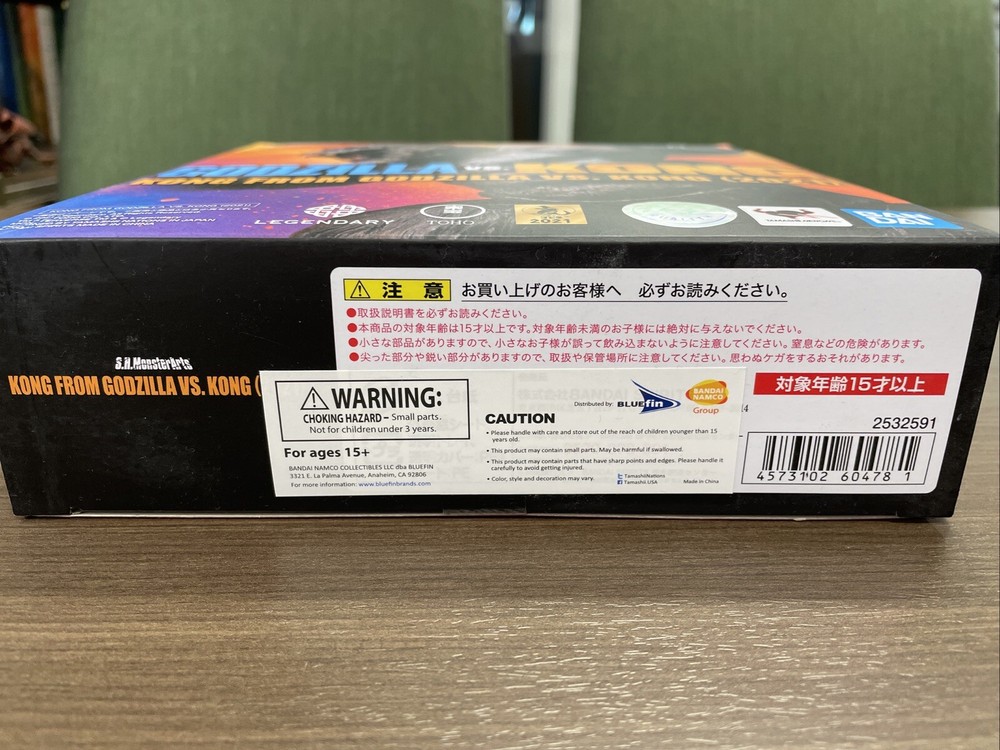 GODZILLA VS. KONG
KONG FROM GODZILLA VS. KONG (2021)
LEGENDARY
TOHO
2021
BANDAI
S.H.MonsterArts
KONG FROM GODZILLA VS. KONG (
注 意 お買い上げのお客様へ 必ずお読みください。
●取扱説明書を必ずお読みください。
●本商品の対象年齢は15才以上です。対象年齢未満のお子様には絶対に与えないでください。
●小さな部品がありますので、小さなお子様が誤って飲み込まないように注意してください。窒息などの危険があります。
●尖った部分や鋭い部分がありますので、取扱や保管場所に注意してください。思わぬケガをするおそれがあります。
対象年齢15才以上
2532591
4573102 60478 1
WARNING:
CHOKING HAZARD – Small parts.
Not for children under 3 years.
For ages 15+
BANDAI NAMCO COLLECTIBLES LLC dba BLUEFIN
3321 E. La Palma Avenue, Anaheim, CA 92806
For more information: www.bluefinbrands.com
Distributed by: BLUEfin
BANDAI
NAMCO
Group
CAUTION
• Please handle with care and store out of the reach of children younger than 15
years old.
• This product may contain small parts. May be harmful if swallowed.
• This product may contain parts that have sharp points and edges. Please handle it
carefully to avoid getting injured.
• Color, style and decoration may vary.
TamashiiNations
Tamashii.USA
Made in China